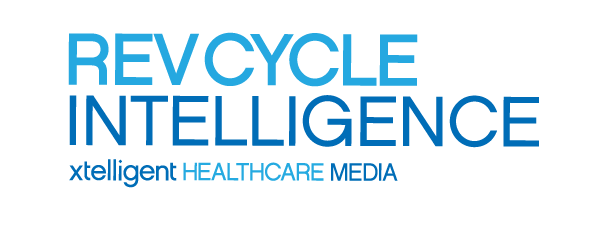 REVCYCLE
INTELLIGENCE
xtelligent HEALTHCARE MEDIA